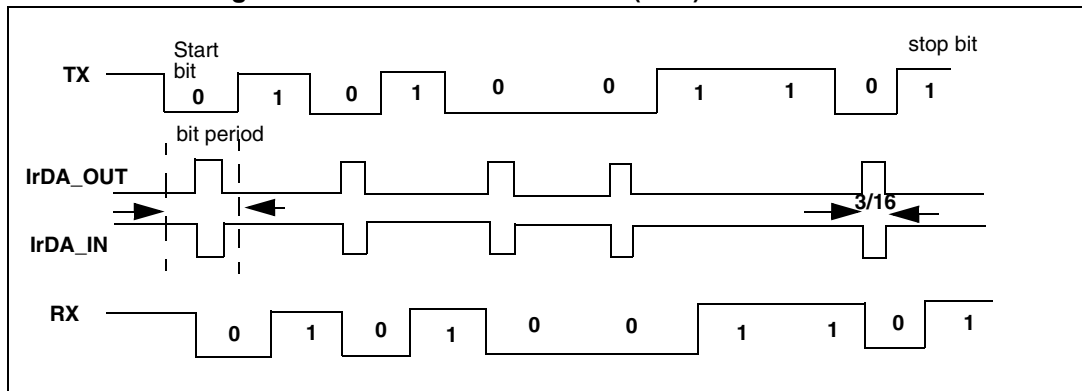 Start
bit
stop bit
TX
0 1 0 1 0 0 1 1 0 1
bit period
IrDA_OUT
3/16
IrDA_IN
RX
0 1 0 1 0 0 1 1 0 1